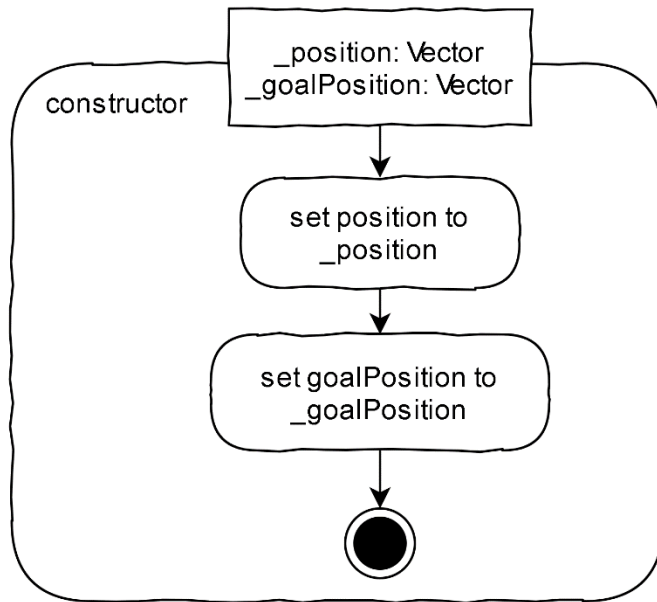 _position: Vector
_goalPosition: Vector
constructor
set position to
_position
set goalPosition to
_goalPosition